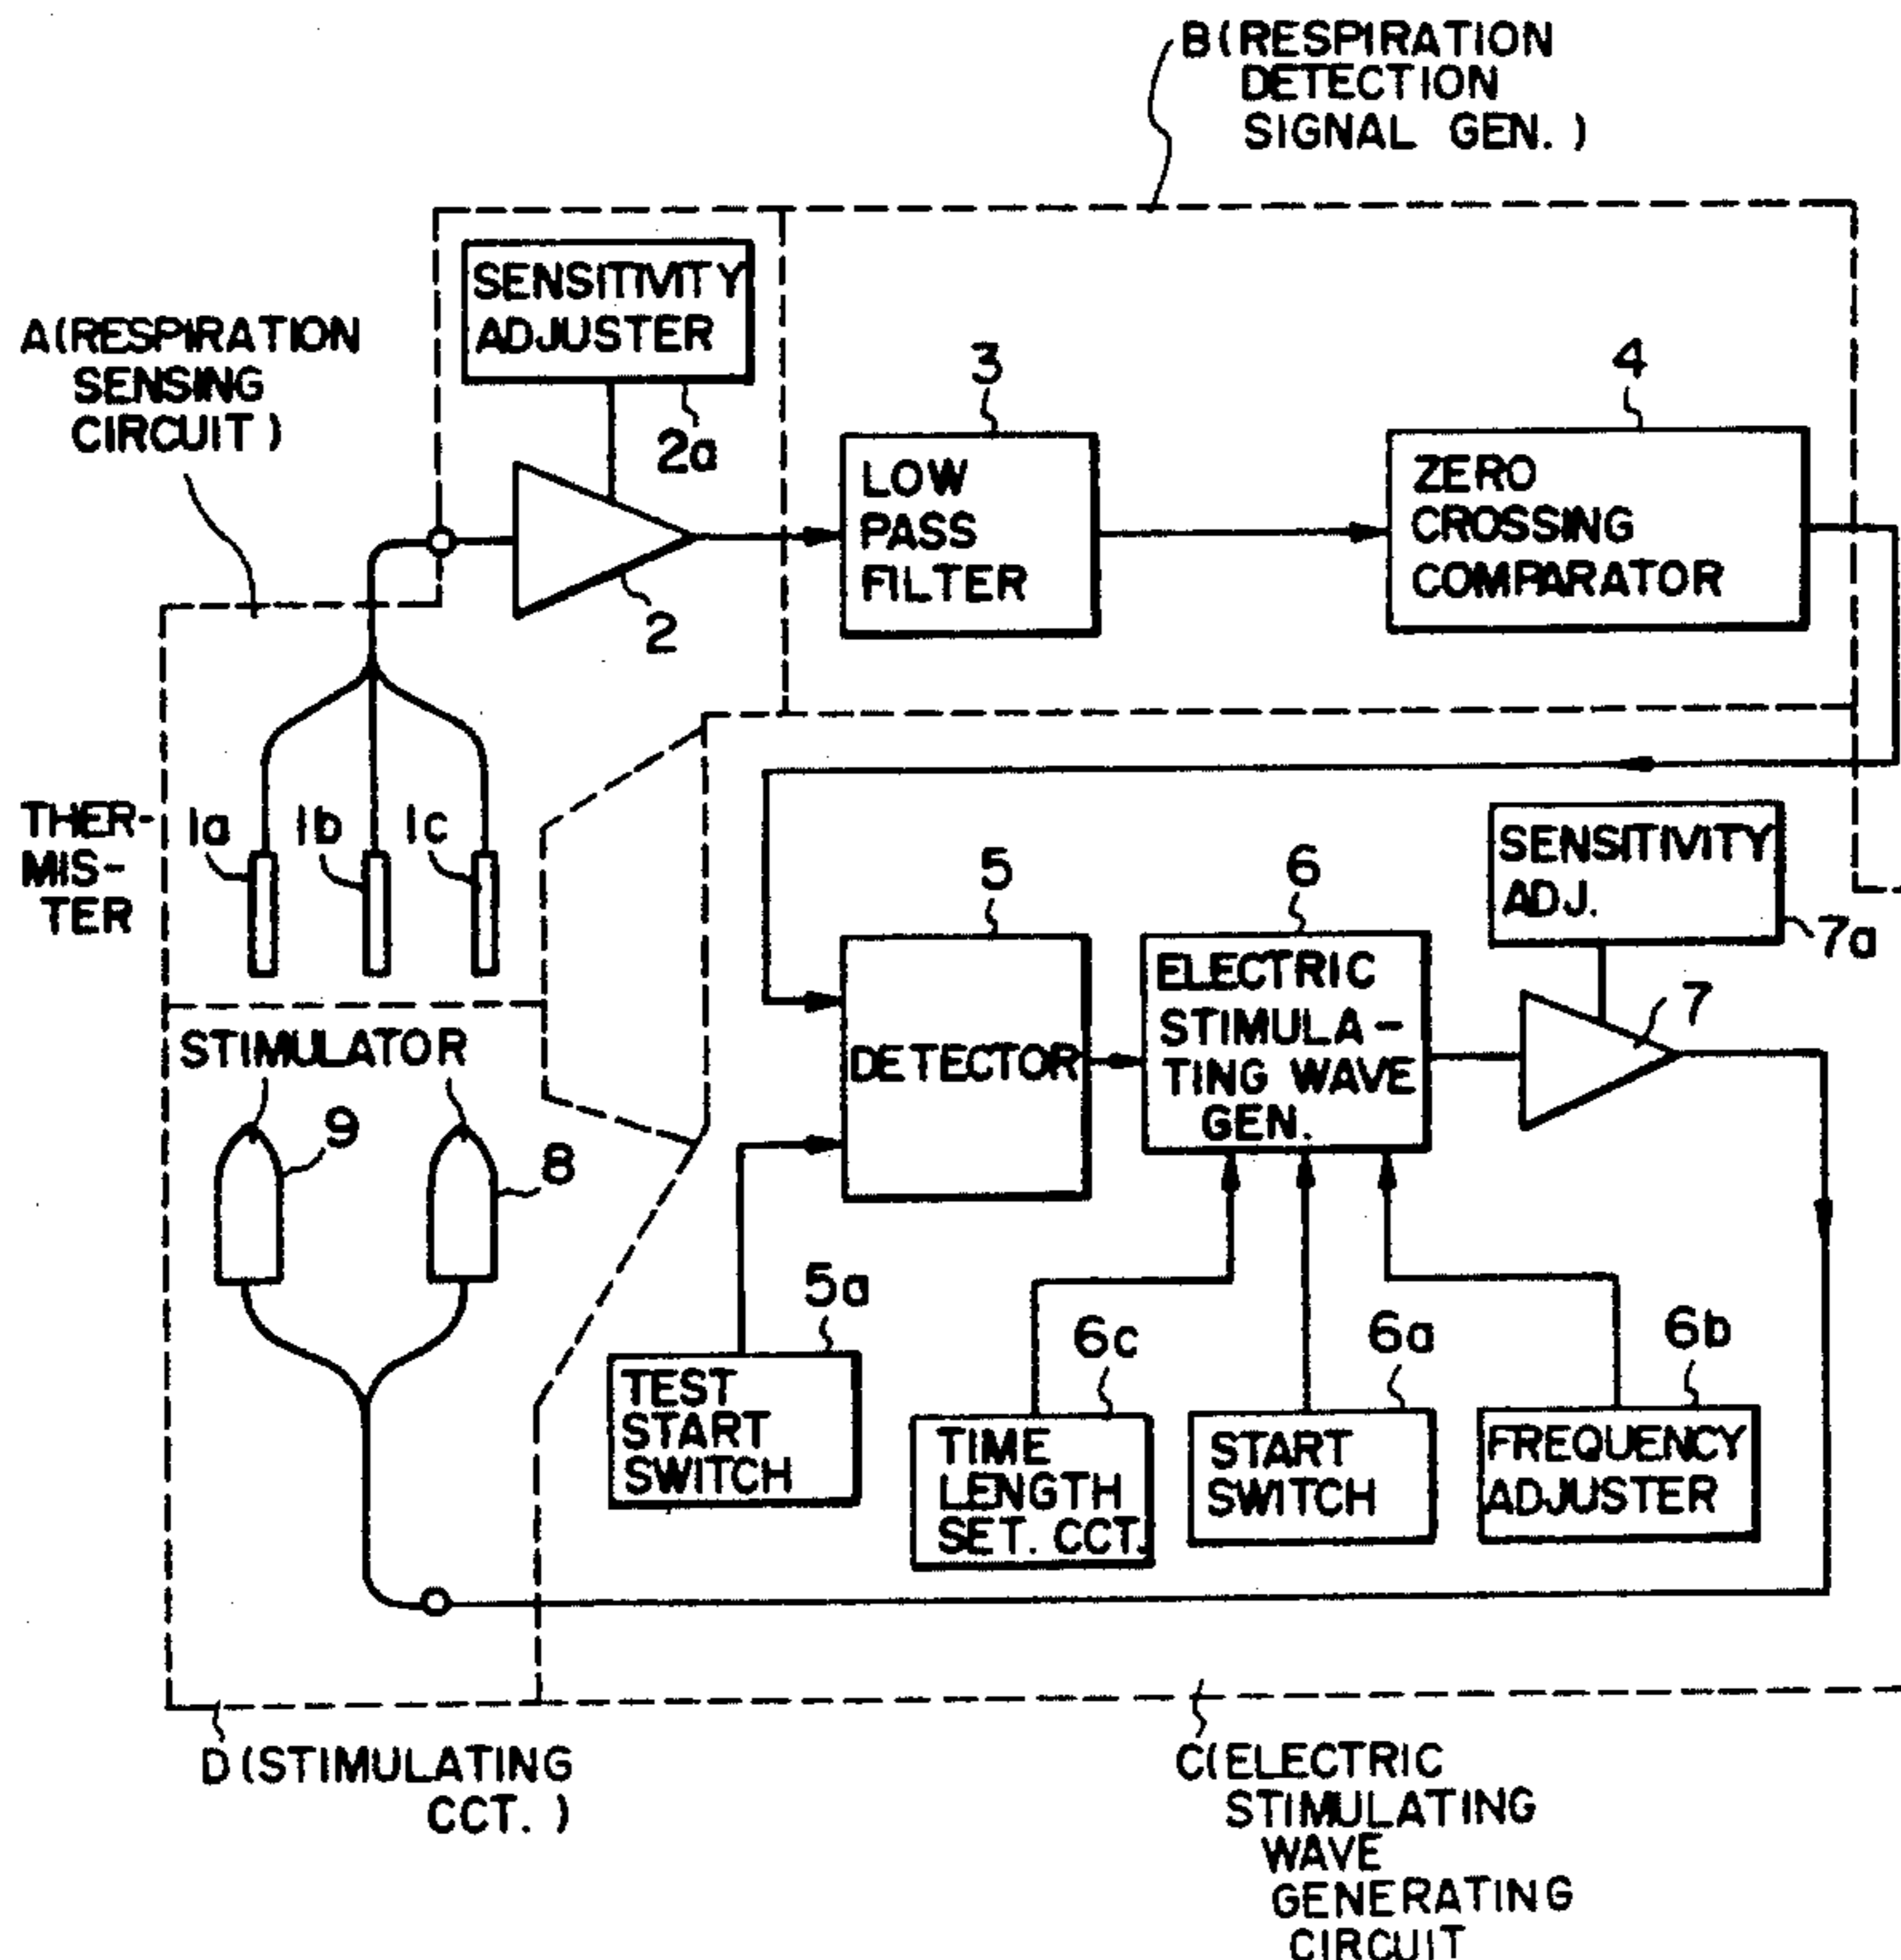 B(RESPIRATION
DETECTION
SIGNAL GEN.)
SENSITIVITY
ADJUSTER
2a
A(RESPIRATION
SENSING
CIRCUIT)
3
LOW
PASS
FILTER
4
ZERO
CROSSING
COMPARATOR
2
THER-
MIS-
TER
1a
1b
1c
SENSITIVITY
ADJ.
7a
5
DETECTOR
6
ELECTRIC
STIMULA-
TING WAVE
GEN.
7
STIMULATOR
9
8
5a
TEST
START
SWITCH
6c
TIME
LENGTH
SET. CCT.
6a
START
SWITCH
6b
FREQUENCY
ADJUSTER
D(STIMULATING
CCT.)
C(ELECTRIC
STIMULATING
WAVE
GENERATING
CIRCUIT